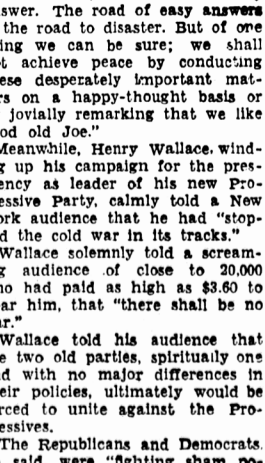 swer. The road of easy answers
the road to disaster. But of one
ing we can be sure; we shall
t achieve peace by conducting
ese desperately important mat-
rs on a happy-thought basis or
jovially remarking that we like
od old Joe."
Meanwhile, Henry Wallace, wind-
g up his campaign for the pres-
ency as leader of his new Pro-
essive Party, calmly told a New
ork audience that he had "stop-
d the cold war in its tracks."
Wallace solemnly told a scream-
g audience of close to 20,000
ho had paid as high as $3.60 to
ar him, that "there shall be no
ar."
Wallace told his audience that
e two old parties, spiritually one
d with no major differences in
eir policies, ultimately would be
rced to unite against the Pro-
essives.
The Republicans and Democrats,
said, were "fighting sham po-